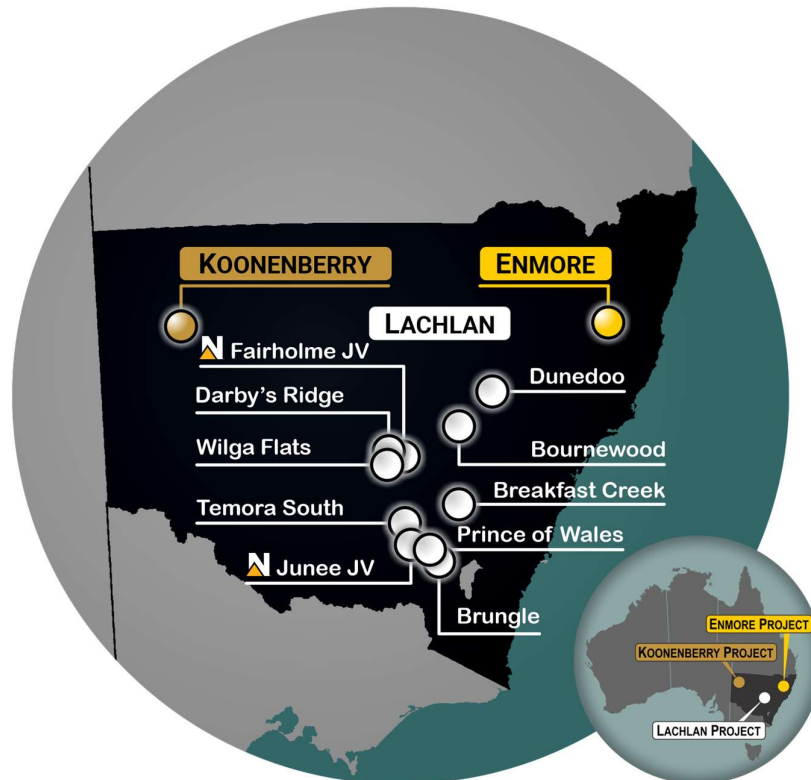 KOONENBERRY
ENMORE
LACHLAN
N Fairholme JV
Darby's Ridge
Dunedoo
Wilga Flats
Bournewood
Temora South
Breakfast Creek
Prince of Wales
N Junee JV
Brungle
ENMORE PROJECT
KOONENBERRY PROJECT
LACHLAN PROJECT